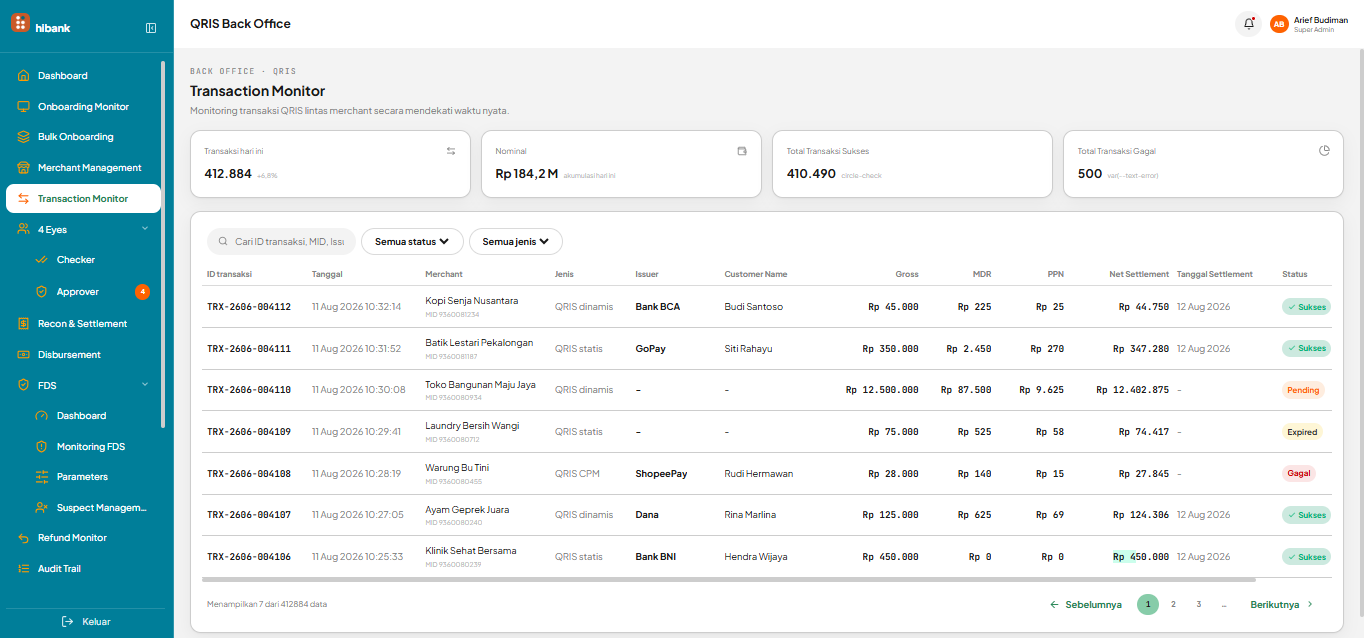 hibank
QRIS Back Office
AB
Arief Budiman
Super Admin
Dashboard
Onboarding Monitor
Bulk Onboarding
Merchant Management
Transaction Monitor
4 Eyes
Checker
Approver 4
Recon & Settlement
Disbursement
FDS
Dashboard
Monitoring FDS
Parameters
Suspect Managem...
Refund Monitor
Audit Trail
Keluar
BACK OFFICE · QRIS
Transaction Monitor
Monitoring transaksi QRIS lintas merchant secara mendekati waktu nyata.
Transaksi hari ini
412.884 +6,8%
Nominal
Rp 184,2 M akumulasi hari ini
Total Transaksi Sukses
410.490 circle-check
Total Transaksi Gagal
500 var(--text-error)
Cari ID transaksi, MID, Issu
Semua status
Semua jenis
ID transaksi Tanggal Merchant Jenis Issuer Customer Name Gross MDR PPN Net Settlement Tanggal Settlement Status
TRX-2606-004112 11 Aug 2026 10:32:14 Kopi Senja Nusantara QRIS dinamis Bank BCA Budi Santoso Rp 45.000 Rp 225 Rp 25 Rp 44.750 12 Aug 2026 Sukses
MID 9360081234
TRX-2606-004111 11 Aug 2026 10:31:52 Batik Lestari Pekalongan QRIS statis GoPay Siti Rahayu Rp 350.000 Rp 2.450 Rp 270 Rp 347.280 12 Aug 2026 Sukses
MID 9360081187
TRX-2606-004110 11 Aug 2026 10:30:08 Toko Bangunan Maju Jaya QRIS dinamis - - Rp 12.500.000 Rp 87.500 Rp 9.625 Rp 12.402.875 - Pending
MID 9360080934
TRX-2606-004109 11 Aug 2026 10:29:41 Laundry Bersih Wangi QRIS statis - - Rp 75.000 Rp 525 Rp 58 Rp 74.417 - Expired
MID 9360080712
TRX-2606-004108 11 Aug 2026 10:28:19 Warung Bu Tini QRIS CPM ShopeePay Rudi Hermawan Rp 28.000 Rp 140 Rp 15 Rp 27.845 - Gagal
MID 9360080455
TRX-2606-004107 11 Aug 2026 10:27:05 Ayam Geprek Juara QRIS dinamis Dana Rina Marlina Rp 125.000 Rp 625 Rp 69 Rp 124.306 12 Aug 2026 Sukses
MID 9360080240
TRX-2606-004106 11 Aug 2026 10:25:33 Klinik Sehat Bersama QRIS statis Bank BNI Hendra Wijaya Rp 450.000 Rp 0 Rp 0 Rp 450.000 12 Aug 2026 Sukses
MID 9360080239
Menampilkan 7 dari 412884 data
Sebelumnya 1 2 3 ... Berikutnya